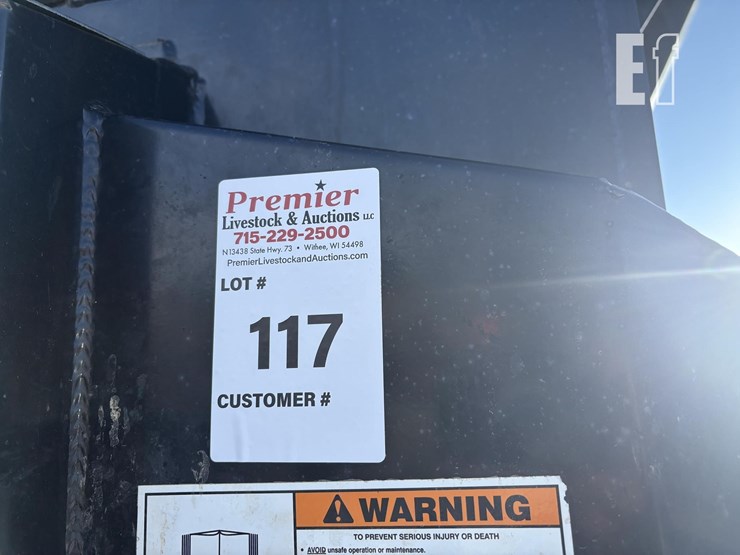 Ef
Premier
Livestock & Auctions LLC
715-229-2500
N13438 State Hwy. 73 • Withee, WI 54498
PremierLivestockandAuctions.com
LOT #
117
CUSTOMER #
WARNING
TO PREVENT SERIOUS INJURY OR DEATH
• AVOID unsafe operation or maintenance.